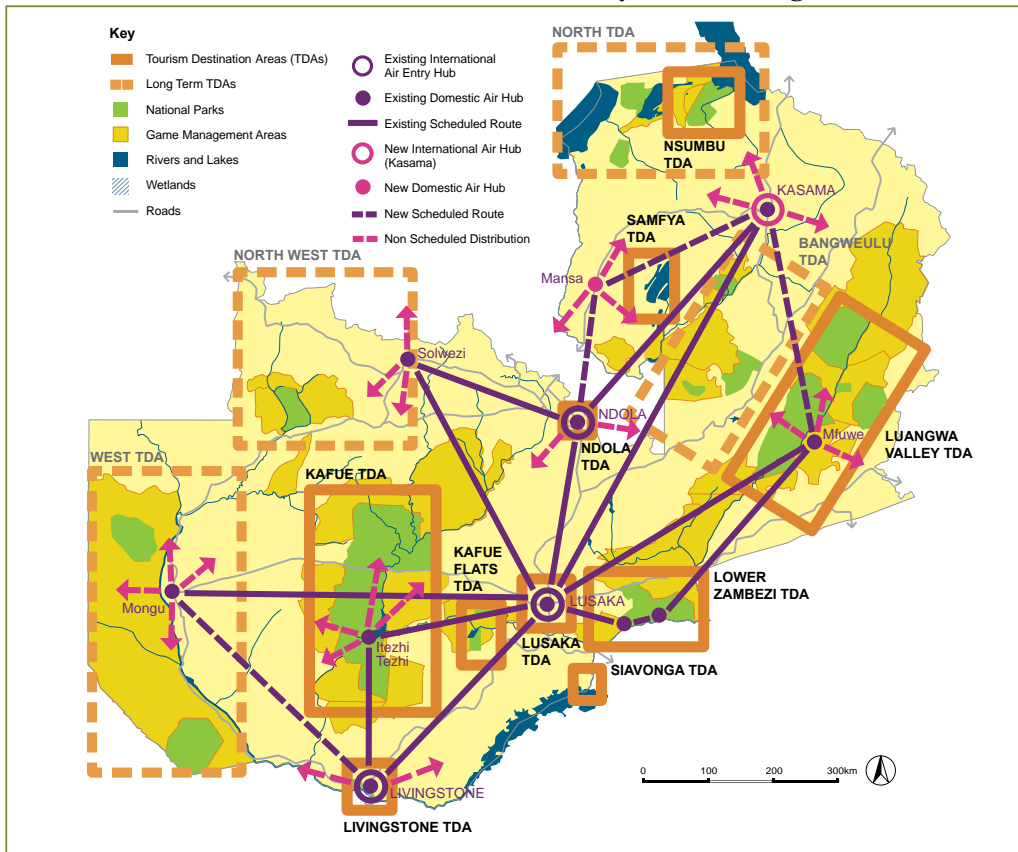 Key
Tourism Destination Areas (TDAs)
Long Term TDAs
National Parks
Game Management Areas
Rivers and Lakes
Wetlands
Roads
Existing International
Air Entry Hub
Existing Domestic Air Hub
Existing Scheduled Route
New International Air Hub
(Kasama)
New Domestic Air Hub
New Scheduled Route
Non Scheduled Distribution
NORTH TDA
NSUMBU
TDA
KASAMA
SAMFYA
TDA
BANGWEULU
TDA
NORTH WEST TDA
Mansa
Solwezi
NDOLA
NDOLA
TDA
Mfuwe
LUANGWA
VALLEY TDA
WEST TDA
KAFUE TDA
KAFUE
FLATS
TDA
LOWER
ZAMBEZI TDA
Mongu
LUSAKA
Itezhi
Tezhi
LUSAKA
TDA
SIAVONGA TDA
0
100
200
300km
LIVINGSTONE
LIVINGSTONE TDA